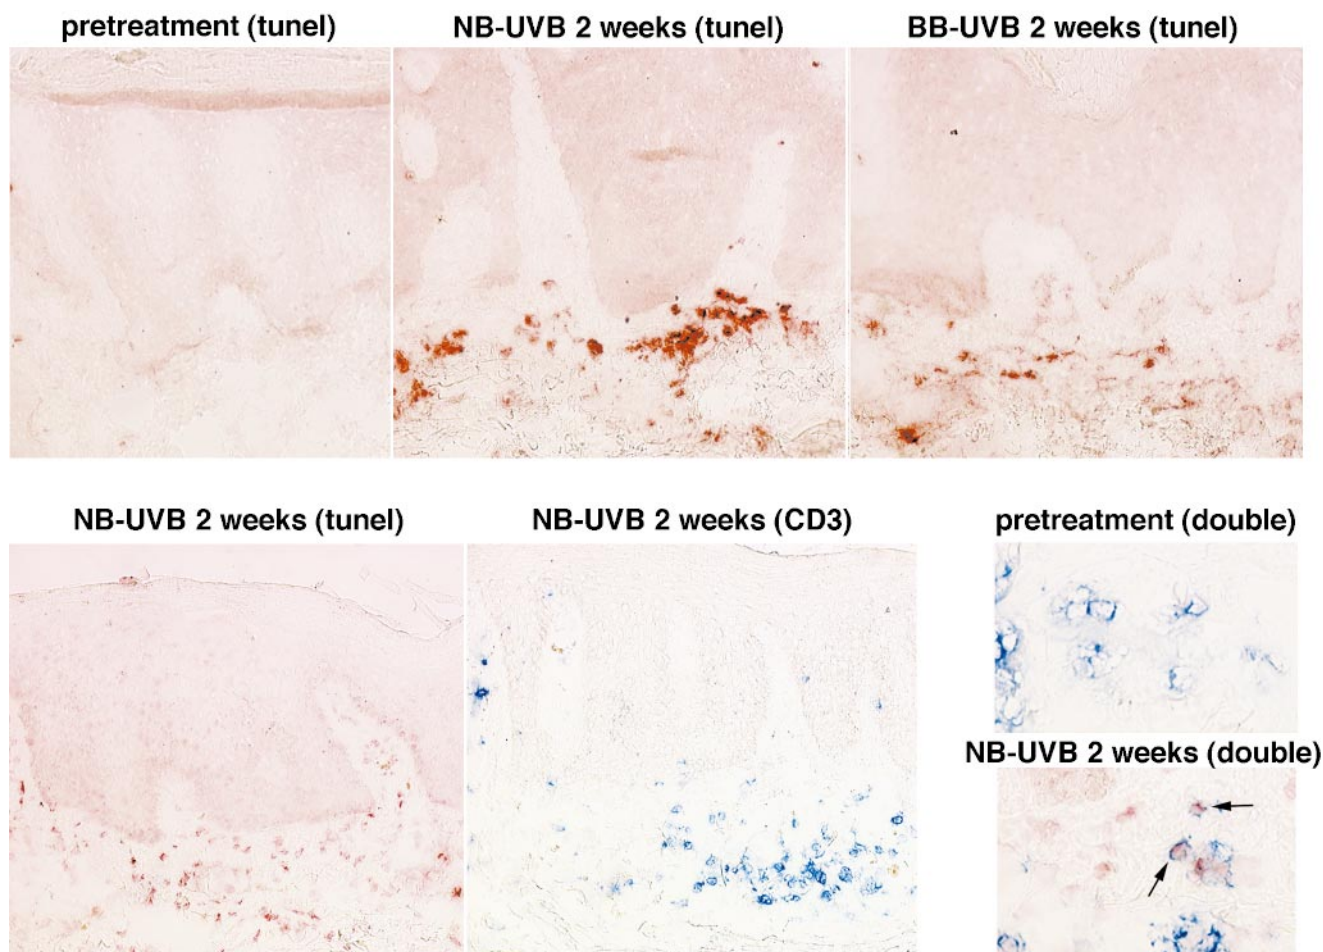 pretreatment (tunel)
NB-UVB 2 weeks (tunel)
BB-UVB 2 weeks (tunel)
NB-UVB 2 weeks (tunel)
NB-UVB 2 weeks (CD3)
pretreatment (double)
NB-UVB 2 weeks (double)